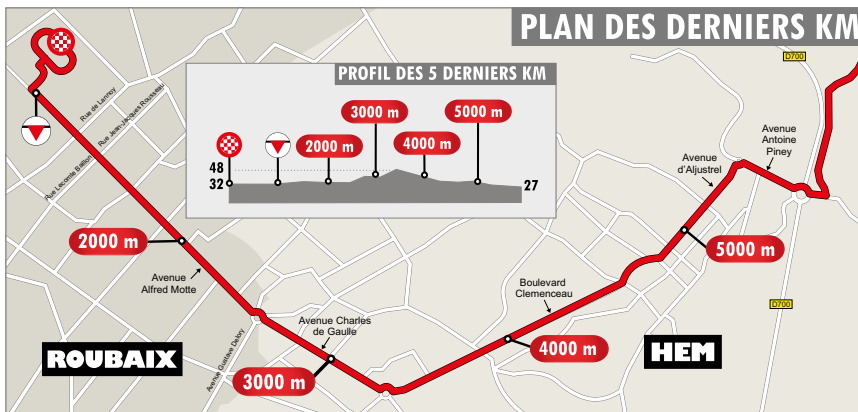 PLAN DES DERNIERS KM
D700
PROFIL DES 5 DERNIERS KM
3000 m
5000 m
2000 m
4000 m
48
32
27
Rue de Lannoy
Rue Jean-Jacques Rousseau
Rue Lecomte Baillon
Avenue
Antoine
Piney
Avenue
d'Aljustrel
2000 m
5000 m
Avenue
Alfred Motte
Boulevard
Clemenceau
D700
Avenue Charles
de Gaulle
Avenue Gustave Delory
ROUBAIX
3000 m
4000 m
HEM